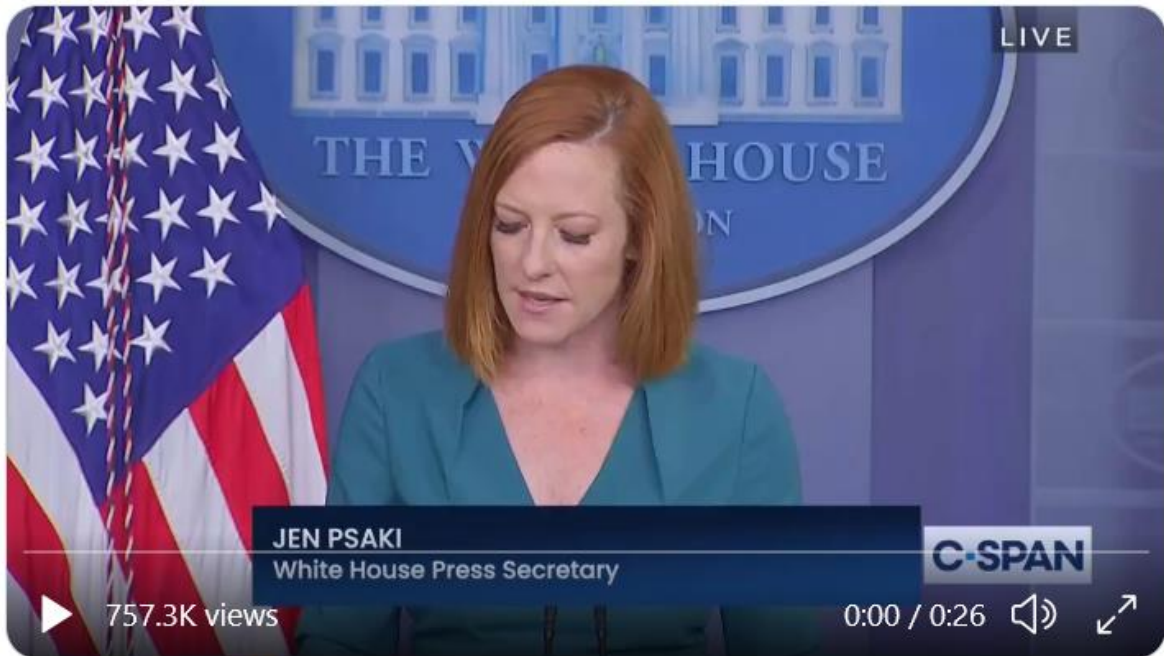 LIVE
THE W HOUSE
ON
JEN PSAKI
White House Press Secretary
C-SPAN
757.3K views
0:00 / 0:26